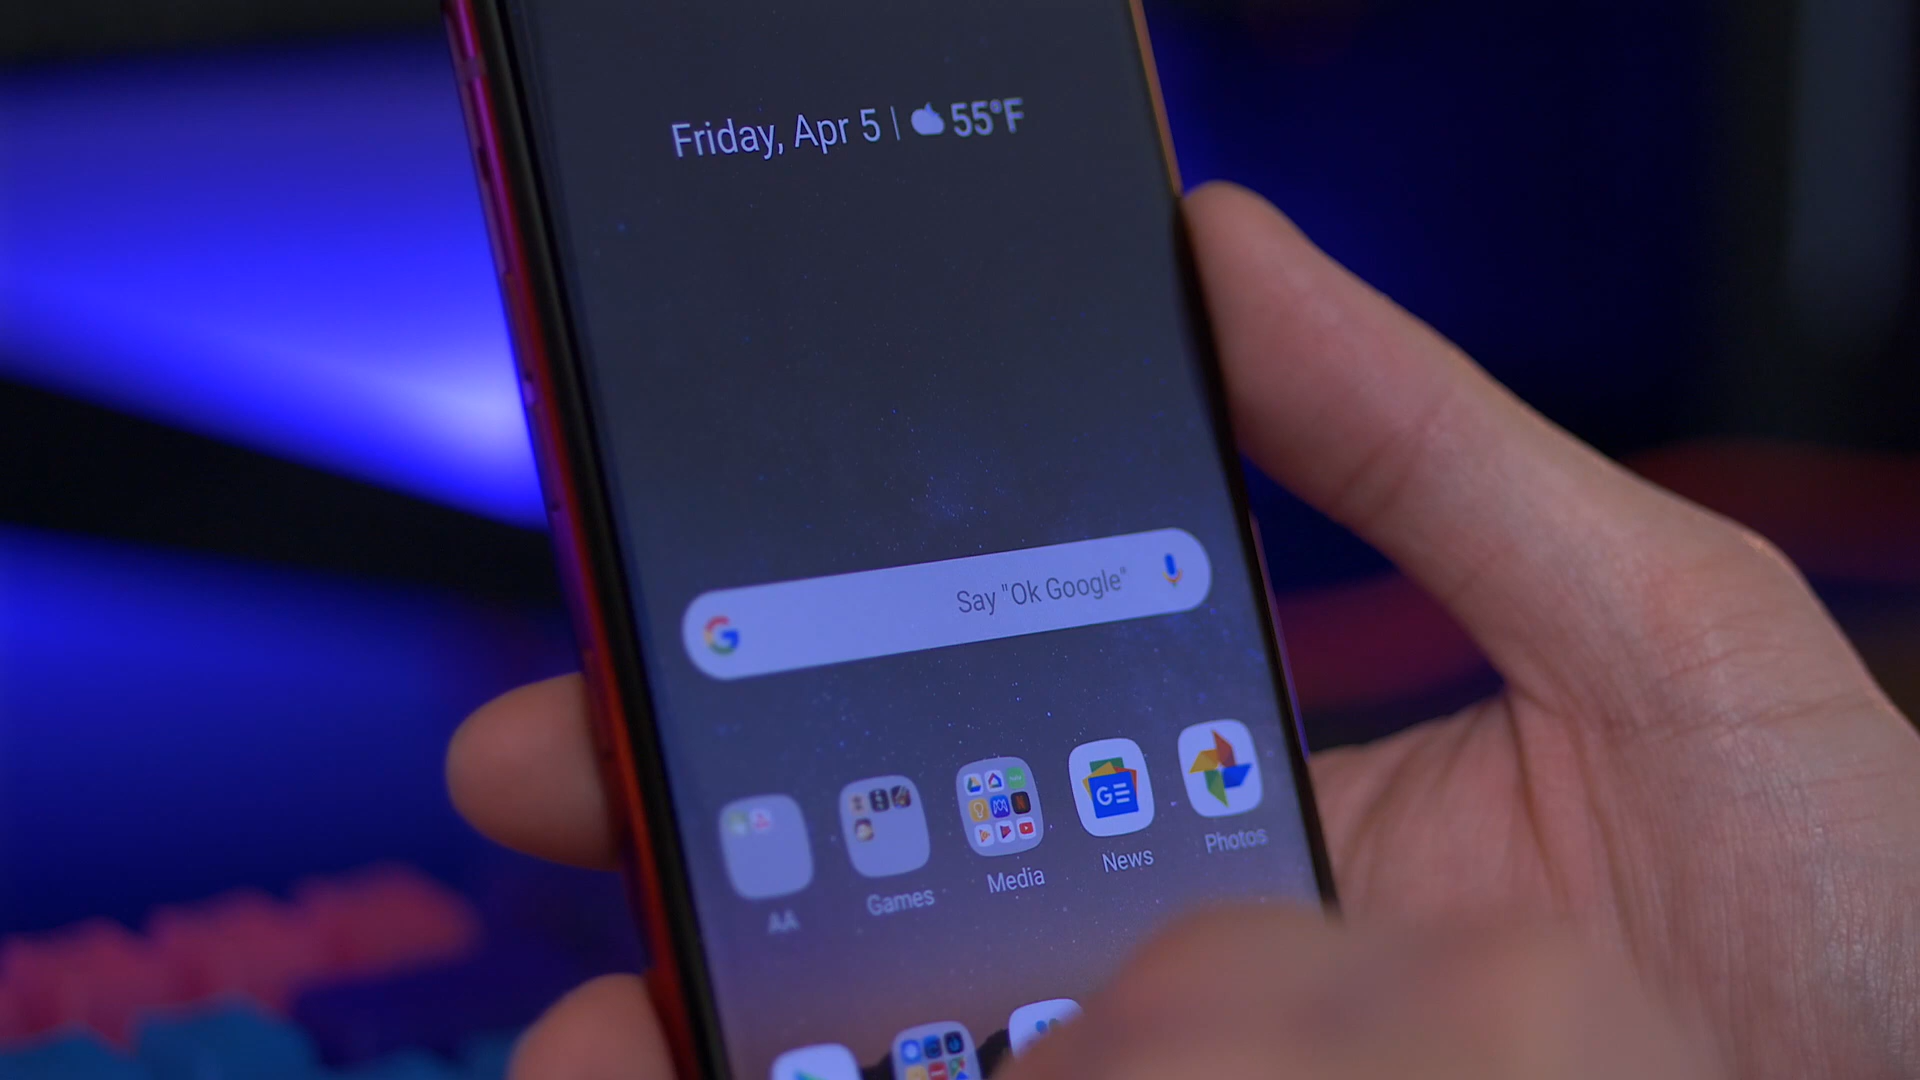 Friday, Apr 5 | 55°F
Say "Ok Google"
AA
Games
Media
News
Photos